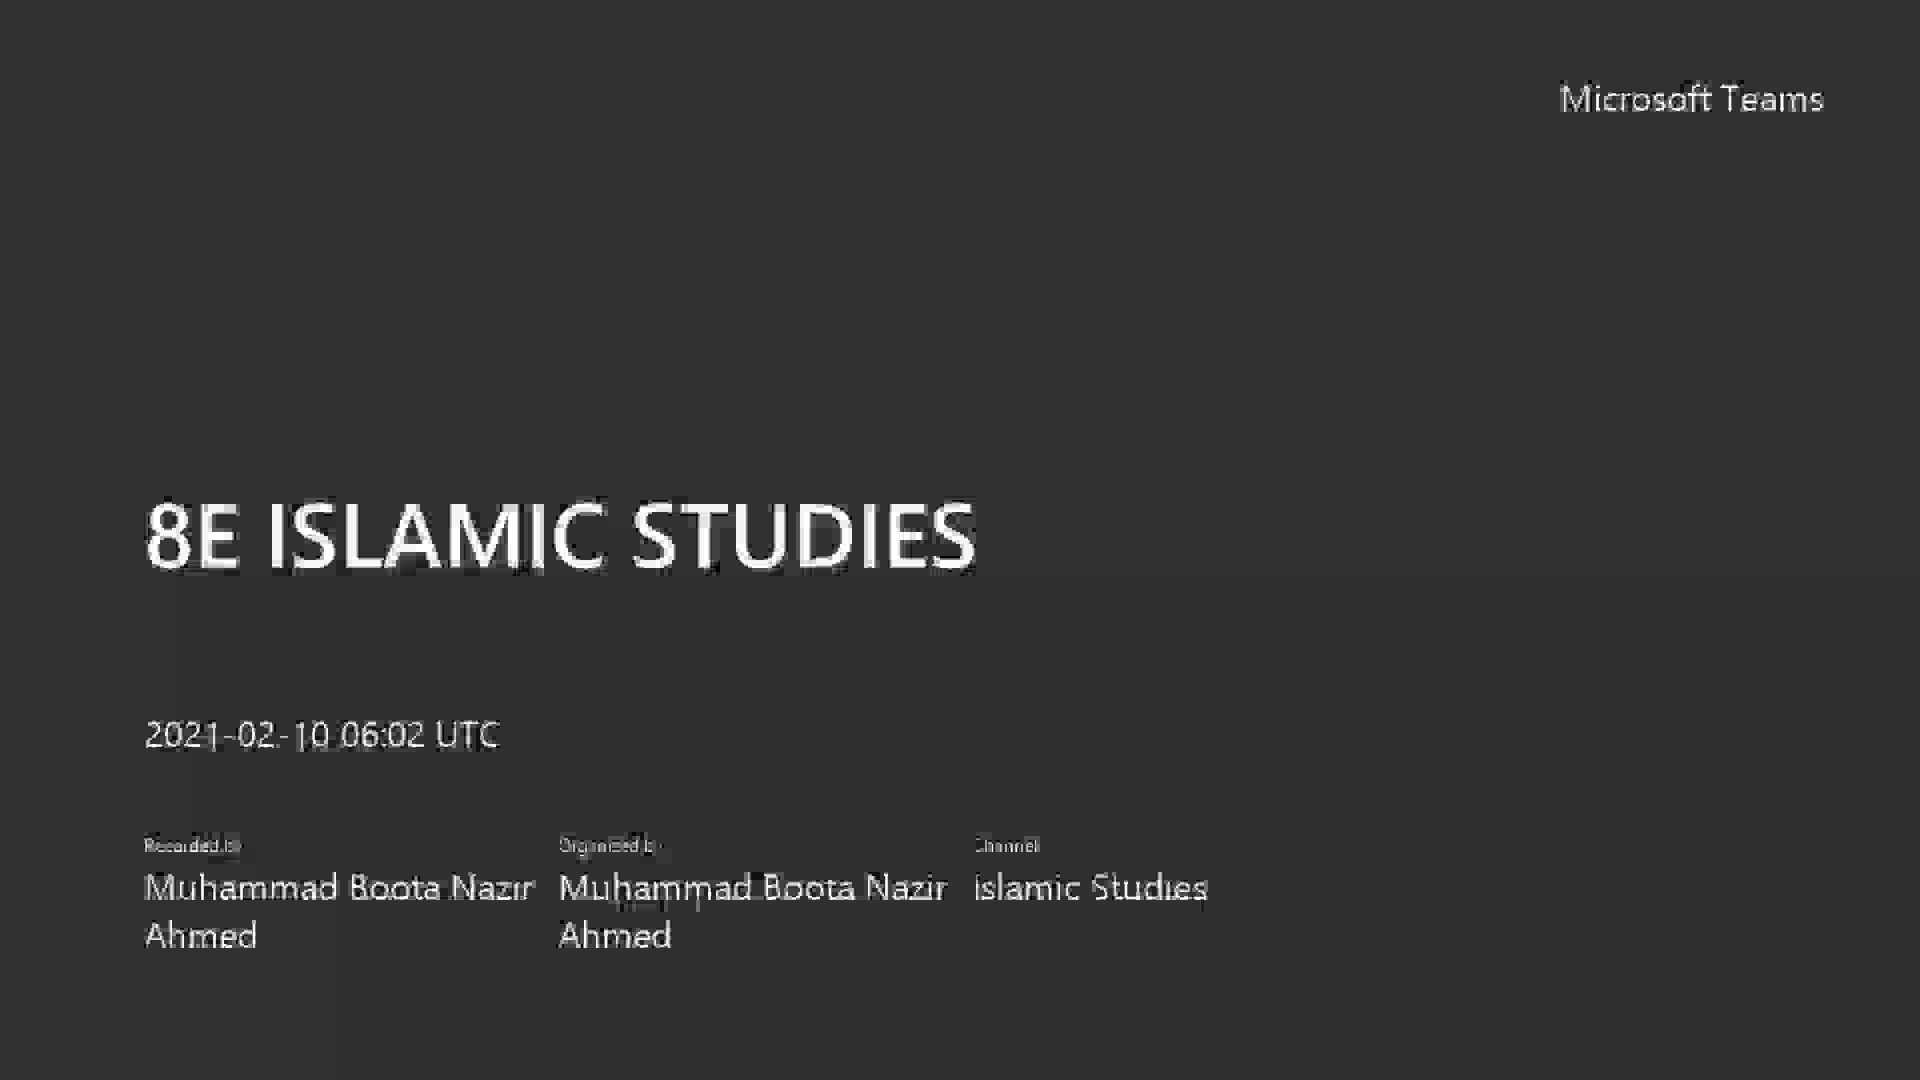 Microsoft Teams
8E ISLAMIC STUDIES
2021-02-10 06:02 UTC
Recorded by
Organized by
Channel
Muhammad Boota Nazir
Muhammad Boota Nazir
islamic Studies
Ahmed
Ahmed